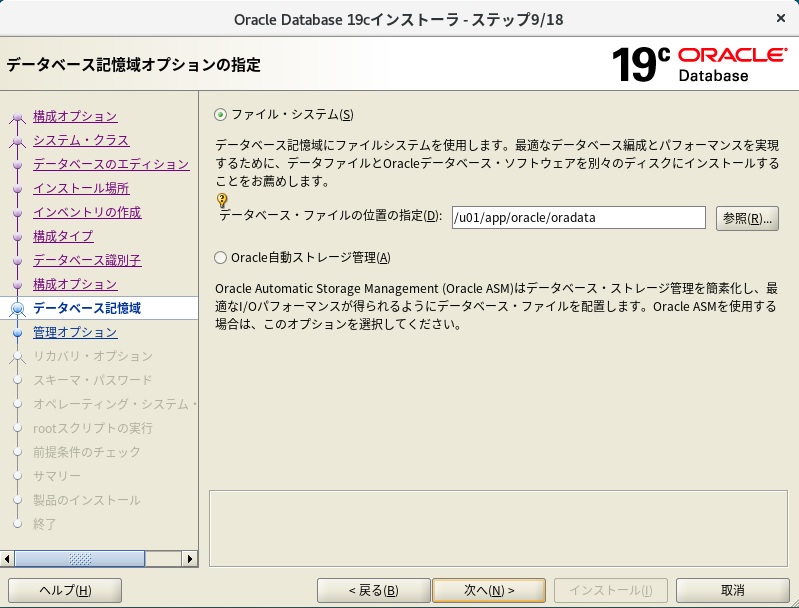 Oracle Database 19cインストーラ - ステップ9/18
データベース記憶域オプションの指定
19c ORACLE
Database
構成オプション
システム・クラス
データベースのエディション
インストール場所
インベントリの作成
構成タイプ
データベース識別子
構成オプション
データベース記憶域
管理オプション
リカバリ・オプション
スキーマ・パスワード
オペレーティング・システム・
rootスクリプトの実行
前提条件のチェック
サマリー
製品のインストール
終了
ファイル・システム(S)
データベース記憶域にファイルシステムを使用します。最適なデータベース編成とパフォーマンスを実現
するために、データファイルとOracleデータベース・ソフトウェアを別々のディスクにインストールする
ことをお薦めします。
データベース・ファイルの位置の指定(D): /u01/app/oracle/oradata 参照(R)...
Oracle自動ストレージ管理(A)
Oracle Automatic Storage Management (Oracle ASM)はデータベース・ストレージ管理を簡素化し、最
適なI/Oパフォーマンスが得られるようにデータベース・ファイルを配置します。Oracle ASMを使用する
場合は、このオプションを選択してください。
ヘルプ(H) < 戻る(B) 次へ(N) > インストール(I) 取消